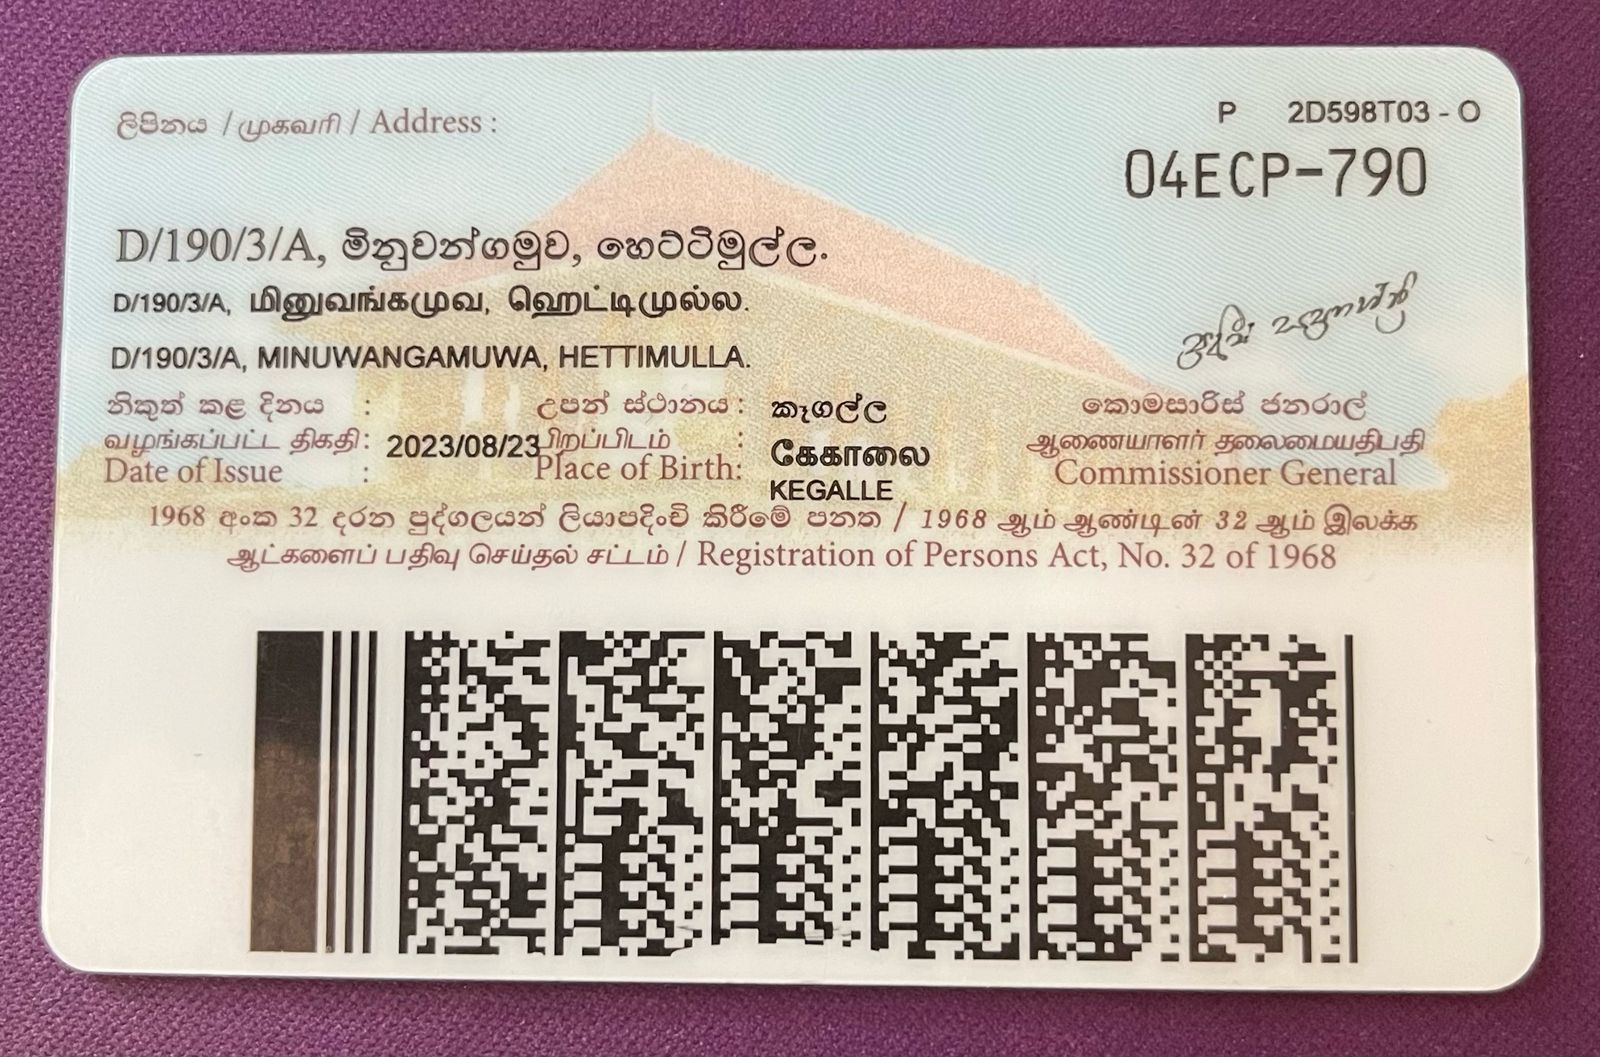 ලිපිනය / முகவரி / Address :
P 2D598T03 - O
04ECP-790
D/190/3/A, මිනුවන්ගමුව, හෙට්ටිමුල්ල.
D/190/3/A, மினுவங்கமுவ, ஹெட்டிமுல்ல.
D/190/3/A, MINUWANGAMUWA, HETTIMULLA.
නිකුත් කළ දිනය : උපන් ස්ථානය : කෑගල්ල කොමසාරිස් ජනරාල්
வழங்கப்பட்ட திகதி : 2023/08/23 பிறப்பிடம் : கேகாலை ஆணையாளர் தலைமையதிபதி
Date of Issue : Place of Birth: KEGALLE Commissioner General
1968 අංක 32 දරන පුද්ගලයන් ලියාපදිංචි කිරීමේ පනත / 1968 ஆம் ஆண்டின் 32 ஆம் இலக்க
ஆட்களைப் பதிவு செய்தல் சட்டம் / Registration of Persons Act, No. 32 of 1968